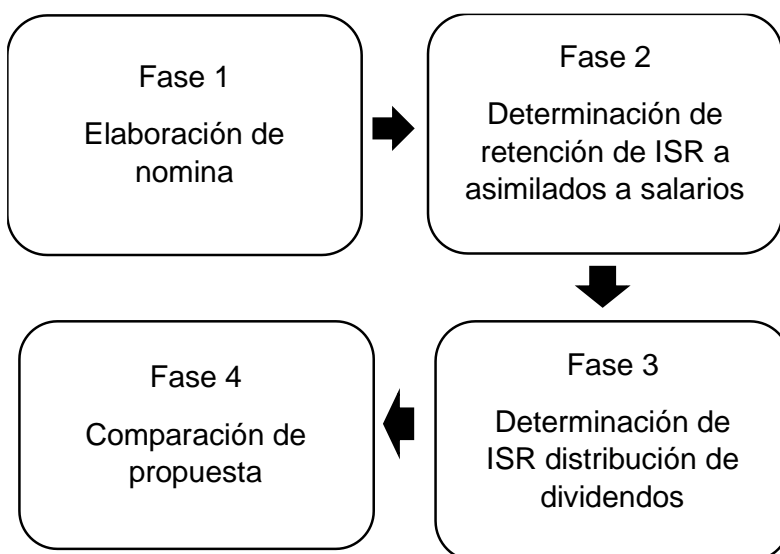 Fase 1
Elaboración de
nomina
Fase 2
Determinación de
retención de ISR a
asimilados a salarios
Fase 3
Determinación de
ISR distribución de
dividendos
Fase 4
Comparación de
propuesta